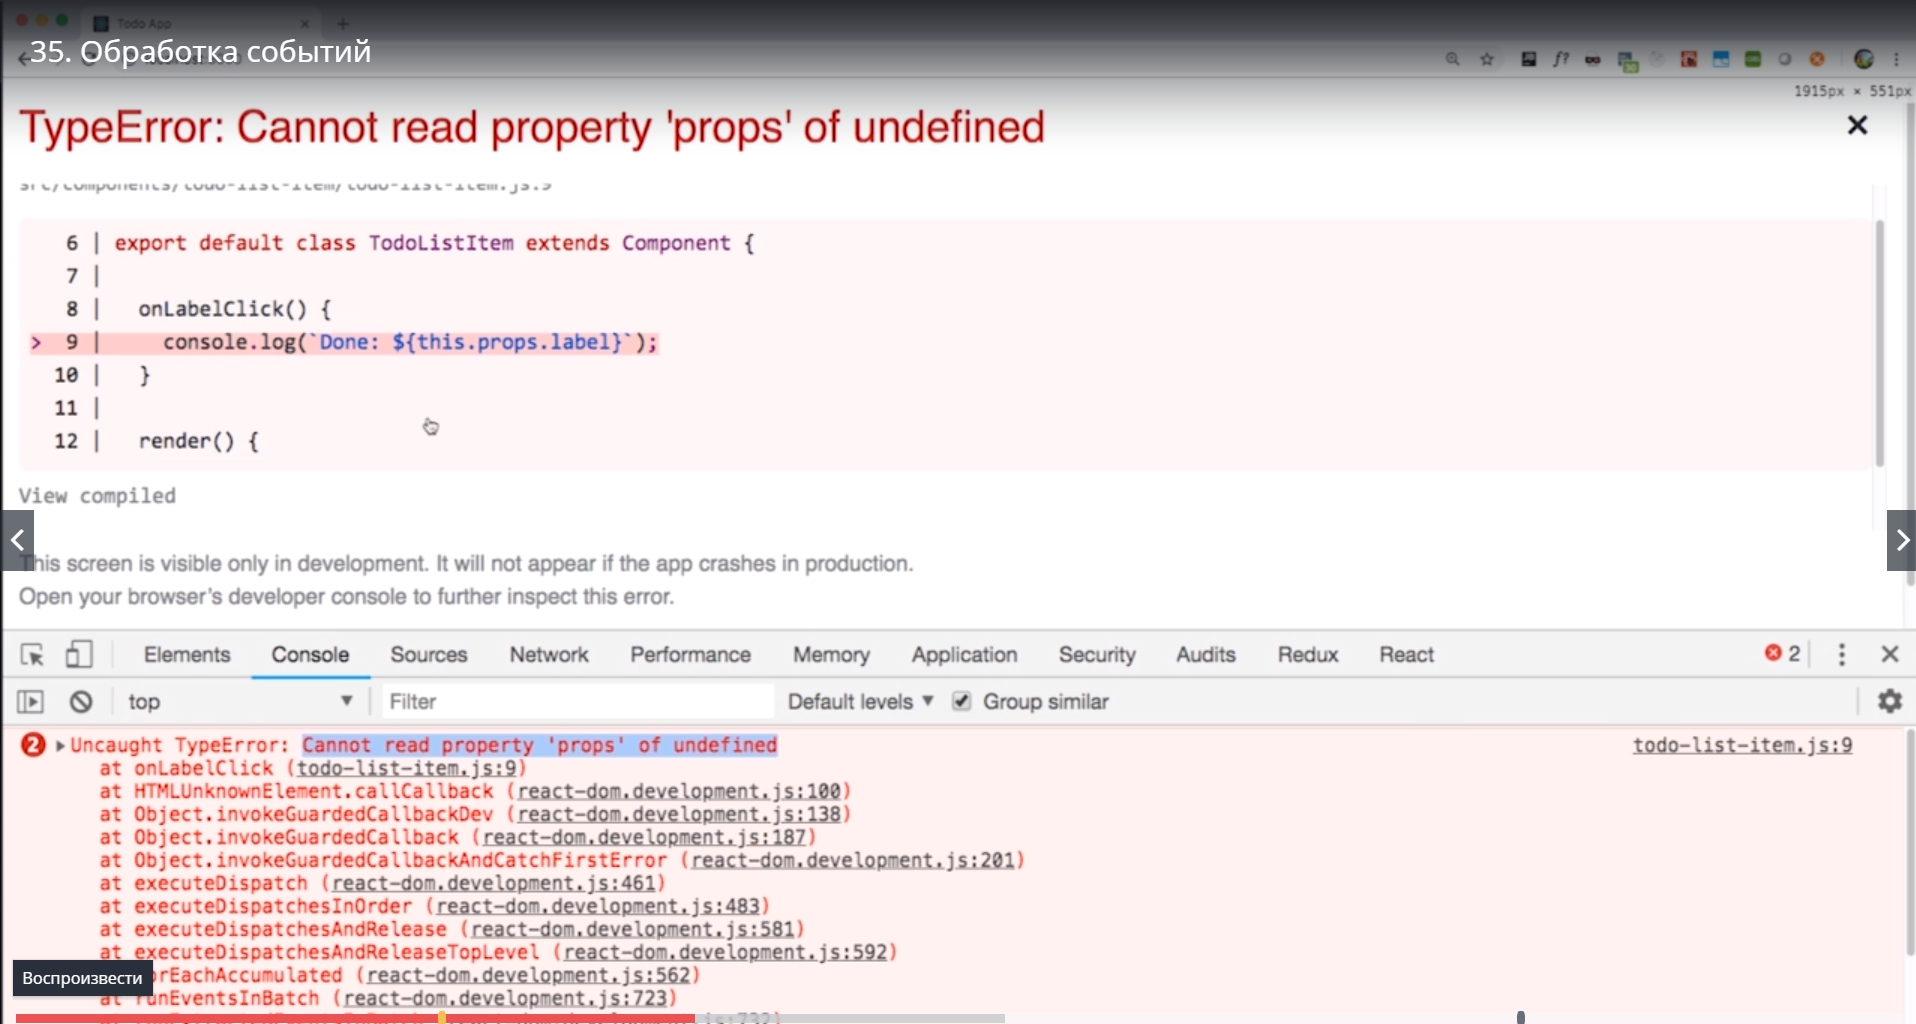 Todo App
35. Обработка событий
1915px × 551px
TypeError: Cannot read property 'props' of undefined
src/components/todo-list-item/todo-list-item.js:9
6 | export default class TodoListItem extends Component {
7 |
8 | onLabelClick() {
> 9 | console.log(`Done: ${this.props.label}`);
10 | }
11 |
12 | render() {
View compiled
This screen is visible only in development. It will not appear if the app crashes in production.
Open your browser's developer console to further inspect this error.
Elements Console Sources Network Performance Memory Application Security Audits Redux React 2
top Filter Default levels Group similar
2 Uncaught TypeError: Cannot read property 'props' of undefined todo-list-item.js:9
at onLabelClick (todo-list-item.js:9)
at HTMLUnknownElement.callCallback (react-dom.development.js:100)
at Object.invokeGuardedCallbackDev (react-dom.development.js:138)
at Object.invokeGuardedCallback (react-dom.development.js:187)
at Object.invokeGuardedCallbackAndCatchFirstError (react-dom.development.js:201)
at executeDispatch (react-dom.development.js:461)
at executeDispatchesInOrder (react-dom.development.js:483)
at executeDispatchesAndRelease (react-dom.development.js:581)
at executeDispatchesAndReleaseTopLevel (react-dom.development.js:592)
Воспроизвести orEachAccumulated (react-dom.development.js:562)
at runEventsInBatch (react-dom.development.js:723)